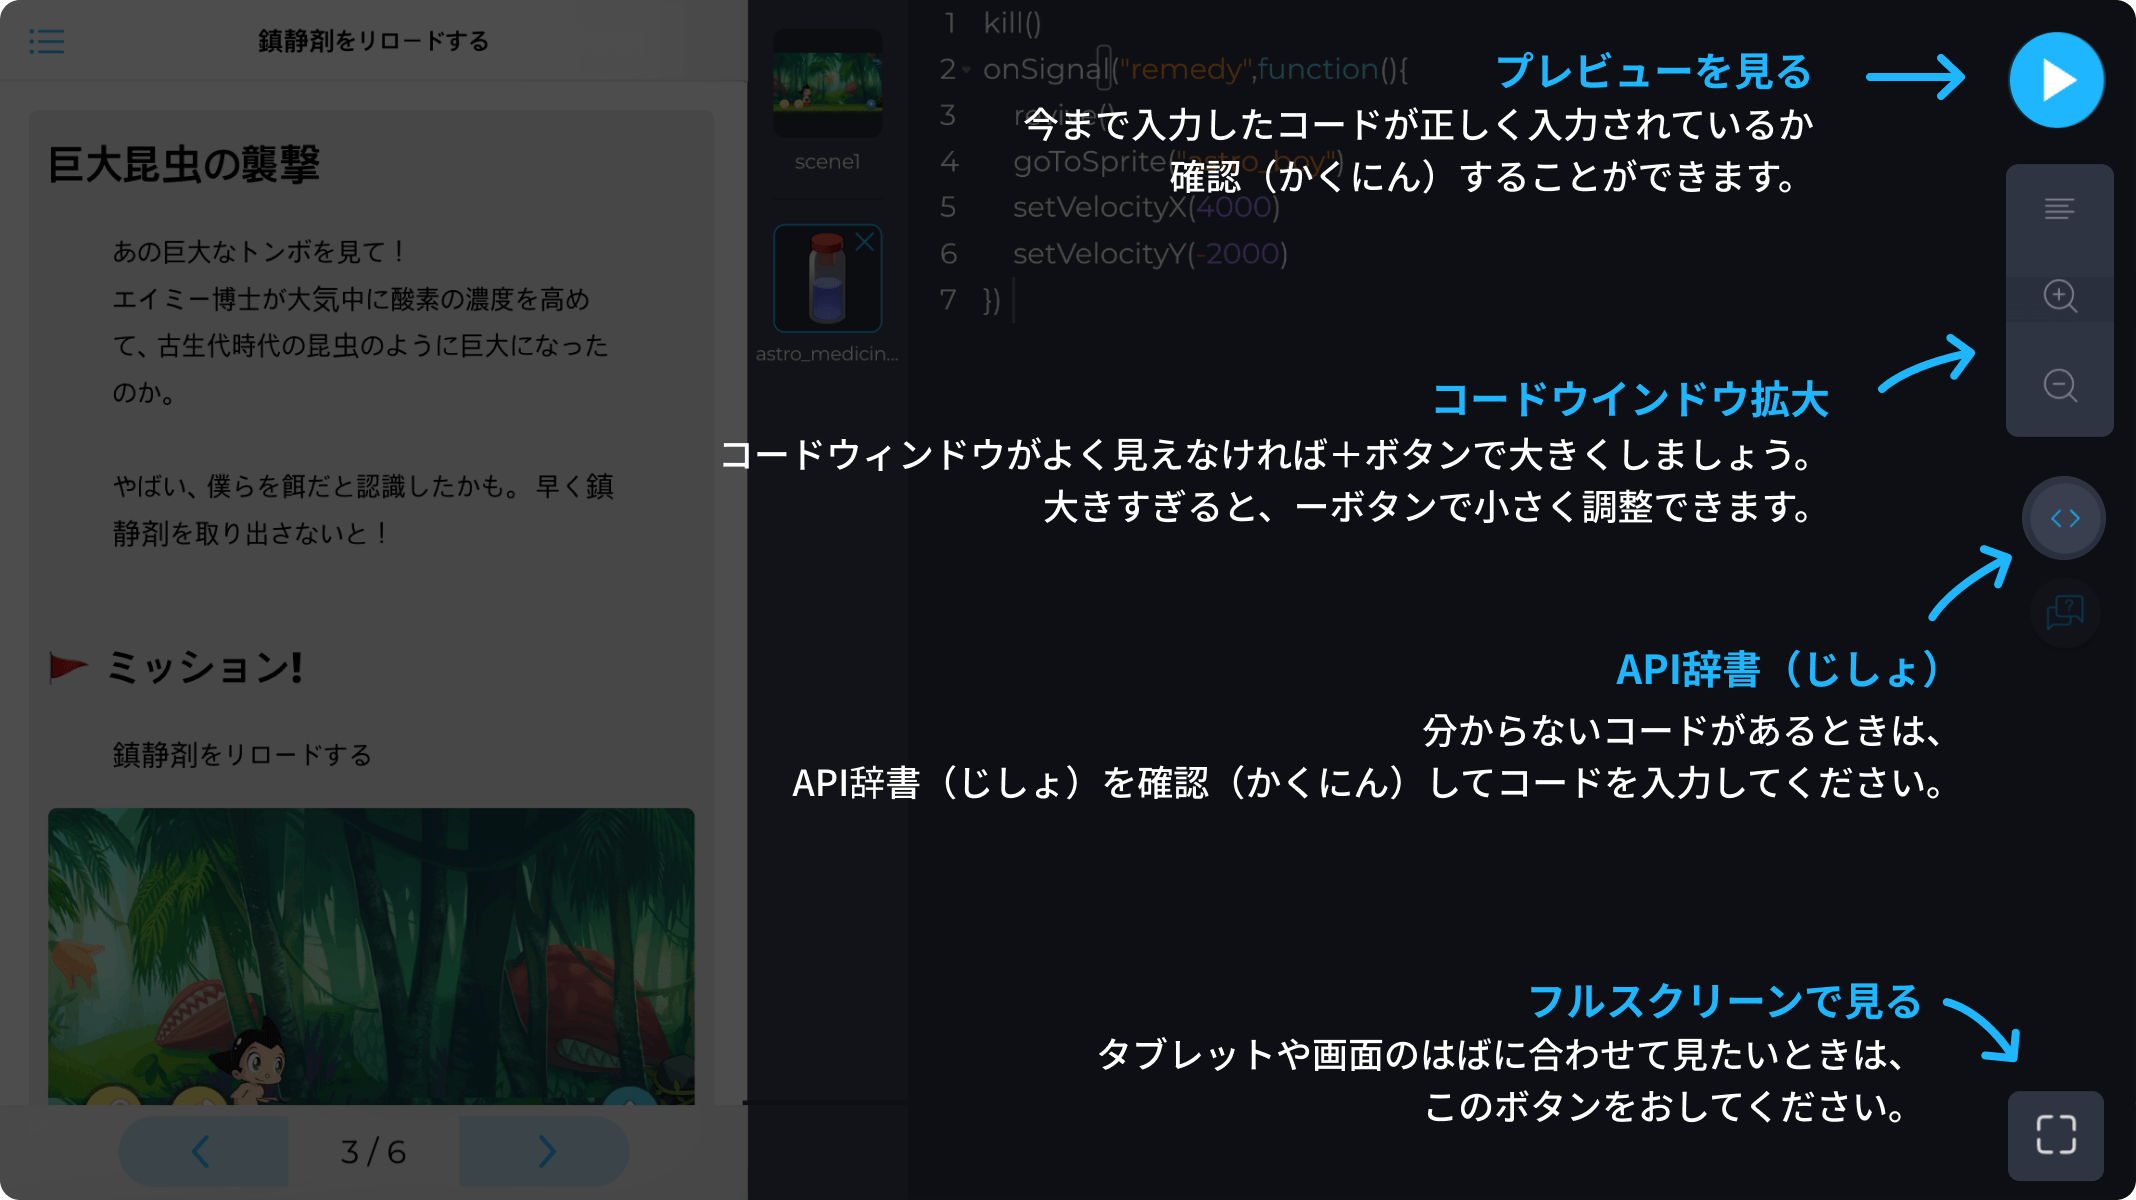 鎮静剤をリロードする
巨大昆虫の襲撃
あの巨大なトンボを見て！
エイミー博士が大気中に酸素の濃度を高め
て、古生代時代の昆虫のように巨大になった
のか。
やばい、僕らを餌だと認識したかも。 早く鎮
静剤を取り出さないと！
ミッション!
鎮静剤をリロードする
3 / 6
scene1
astro_medicin...
1 kill()
2 onSignal("remedy",function(){
3 revive()
4 goToSprite("astro_boy")
5 setVelocityX(4000)
6 setVelocityY(-2000)
7 })
プレビューを見る
今まで入力したコードが正しく入力されているか
確認（かくにん）することができます。
コードウインドウ拡大
コードウィンドウがよく見えなければ＋ボタンで大きくしましょう。
大きすぎると、ーボタンで小さく調整できます。
API辞書（じしょ）
分からないコードがあるときは、
API辞書（じしょ）を確認（かくにん）してコードを入力してください。
フルスクリーンで見る
タブレットや画面のはばに合わせて見たいときは、
このボタンをおしてください。